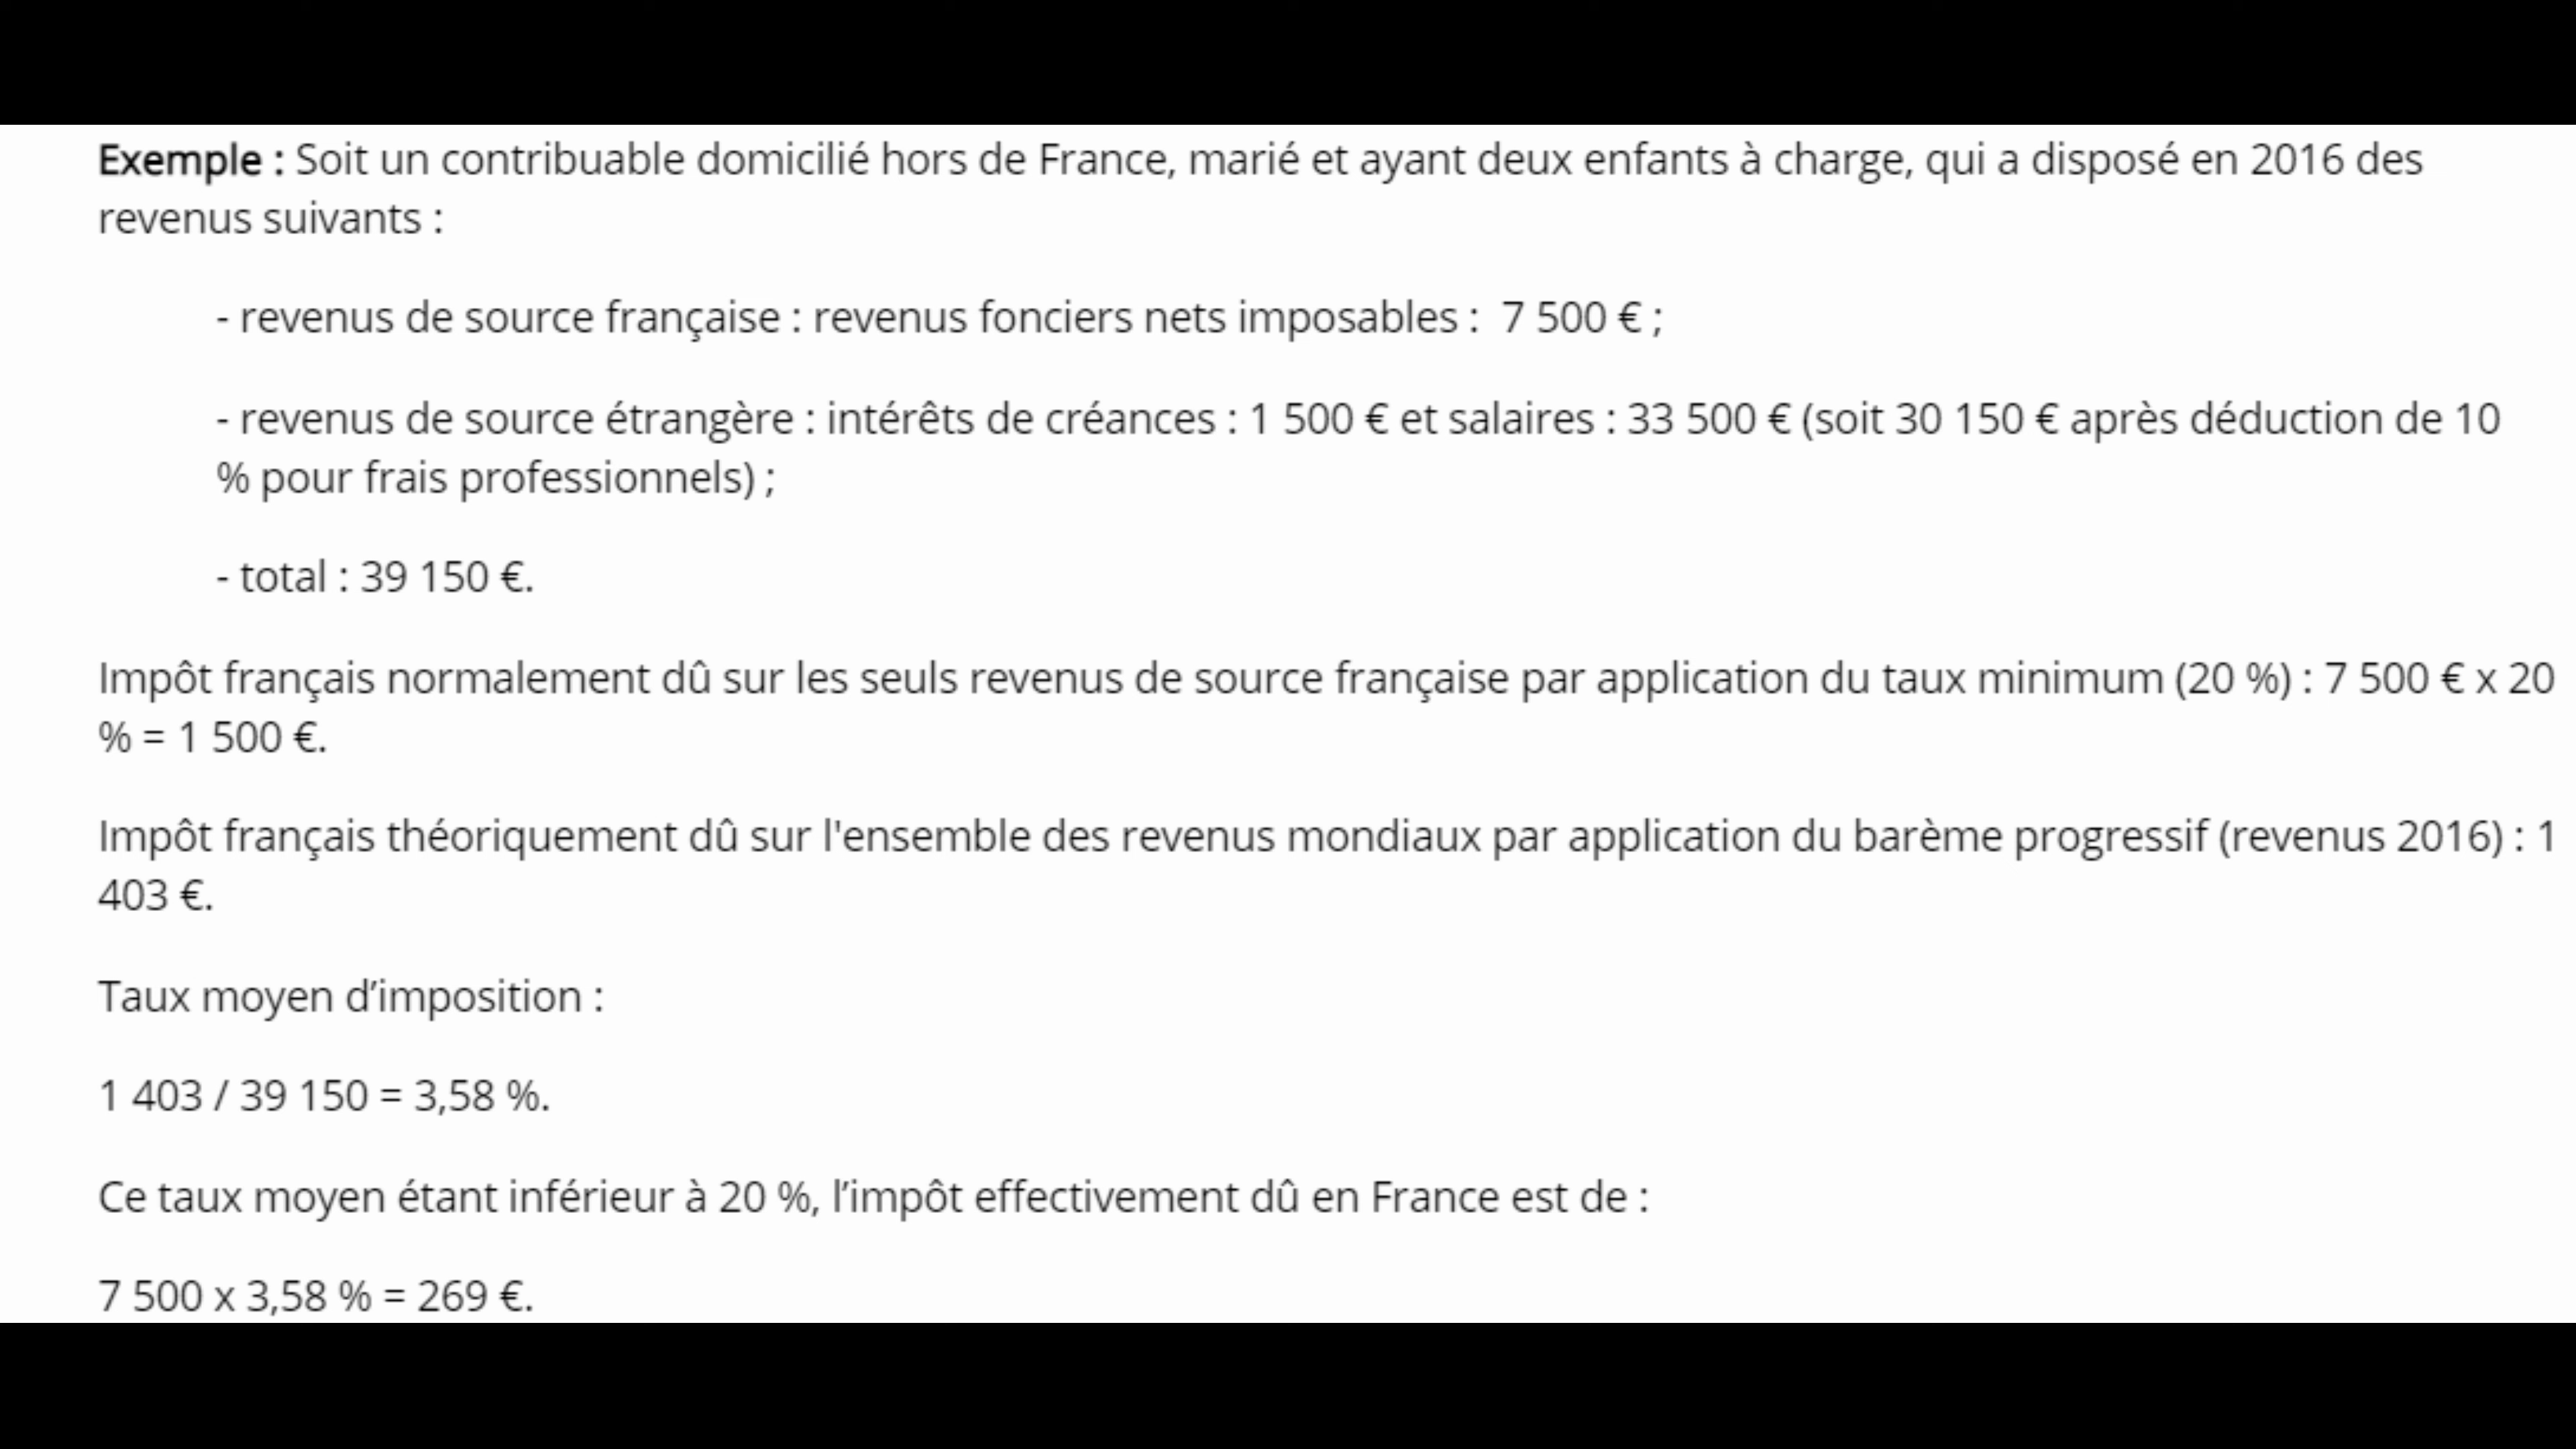 Exemple : Soit un contribuable domicilié hors de France, marié et ayant deux enfants à charge, qui a disposé en 2016 des
revenus suivants :
- revenus de source française : revenus fonciers nets imposables :  7 500 € ;
- revenus de source étrangère : intérêts de créances : 1 500 € et salaires : 33 500 € (soit 30 150 € après déduction de 10
% pour frais professionnels) ;
- total : 39 150 €.
Impôt français normalement dû sur les seuls revenus de source française par application du taux minimum (20 %) : 7 500 € x 20
% = 1 500 €.
Impôt français théoriquement dû sur l'ensemble des revenus mondiaux par application du barème progressif (revenus 2016) : 1
403 €.
Taux moyen d’imposition :
1 403 / 39 150 = 3,58 %.
Ce taux moyen étant inférieur à 20 %, l’impôt effectivement dû en France est de :
7 500 x 3,58 % = 269 €.